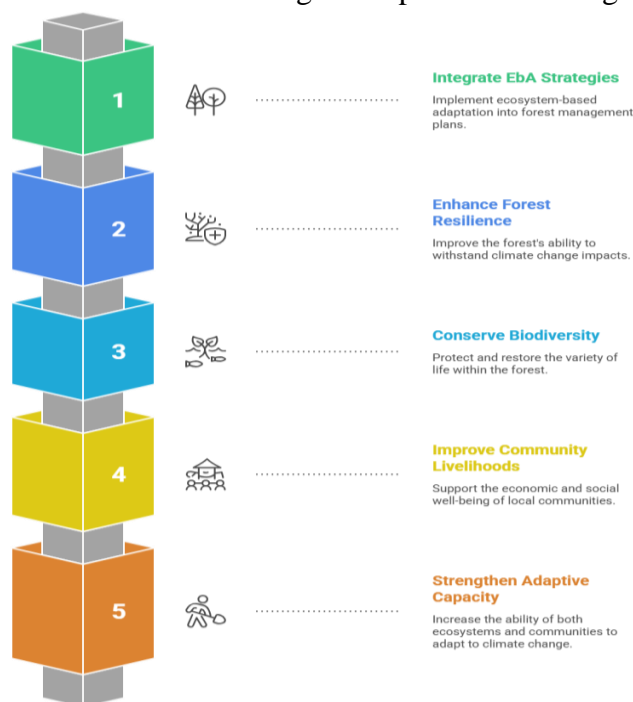 1
Integrate EbA Strategies
Implement ecosystem-based
adaptation into forest management
plans.
2
Enhance Forest
Resilience
Improve the forest's ability to
withstand climate change impacts.
3
Conserve Biodiversity
Protect and restore the variety of
life within the forest.
4
Improve Community
Livelihoods
Support the economic and social
well-being of local communities.
5
Strengthen Adaptive
Capacity
Increase the ability of both
ecosystems and communities to
adapt to climate change.